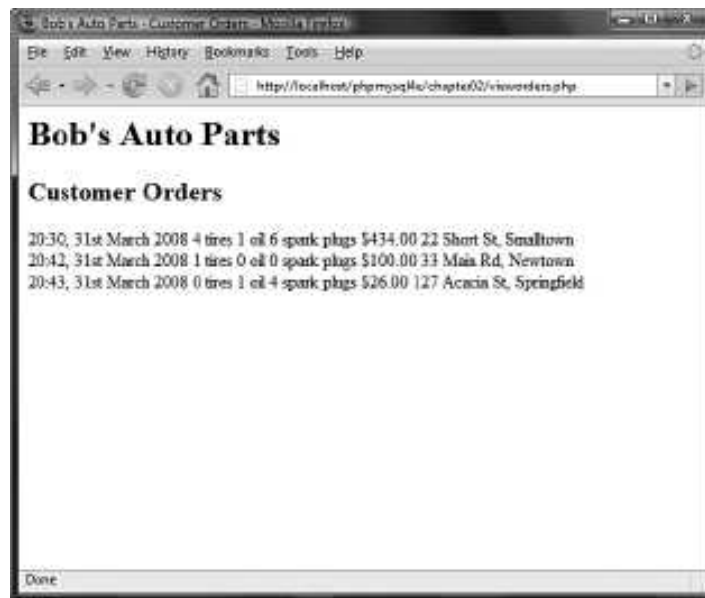 Bob's Auto Parts - Customer Orders - Mozilla Firefox
File Edit View History Bookmarks Tools Help
http://localhost/phpmysql4e/chapter02/vieworders.php
Bob's Auto Parts
Customer Orders
20:30, 31st March 2008 4 tires 1 oil 6 spark plugs $434.00 22 Short St, Smalltown
20:42, 31st March 2008 1 tires 0 oil 0 spark plugs $100.00 33 Main Rd, Newtown
20:43, 31st March 2008 0 tires 1 oil 4 spark plugs $26.00 127 Acacia St, Springfield
Done